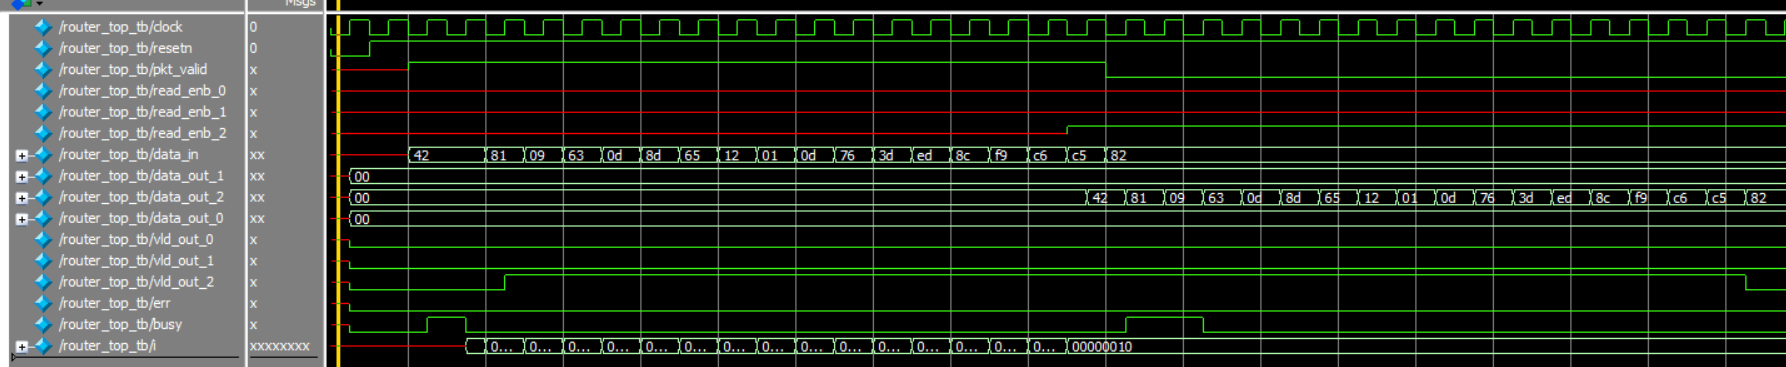 Msgs
/router_top_tb/clock 0
/router_top_tb/resetn 0
/router_top_tb/pkt_valid x
/router_top_tb/read_enb_0 x
/router_top_tb/read_enb_1 x
/router_top_tb/read_enb_2 x
/router_top_tb/data_in xx 42 81 09 63 0d 8d 65 12 01 0d 76 3d ed 8c f9 c6 c5 82
/router_top_tb/data_out_1 xx 00
/router_top_tb/data_out_2 xx 00 42 81 09 63 0d 8d 65 12 01 0d 76 3d ed 8c f9 c6 c5 82
/router_top_tb/data_out_0 xx 00
/router_top_tb/vld_out_0 x
/router_top_tb/vld_out_1 x
/router_top_tb/vld_out_2 x
/router_top_tb/err x
/router_top_tb/busy x
/router_top_tb/i xxxxxxxx 0... 0... 0... 0... 0... 0... 0... 0... 0... 0... 0... 0... 0... 0... 0... 00000010